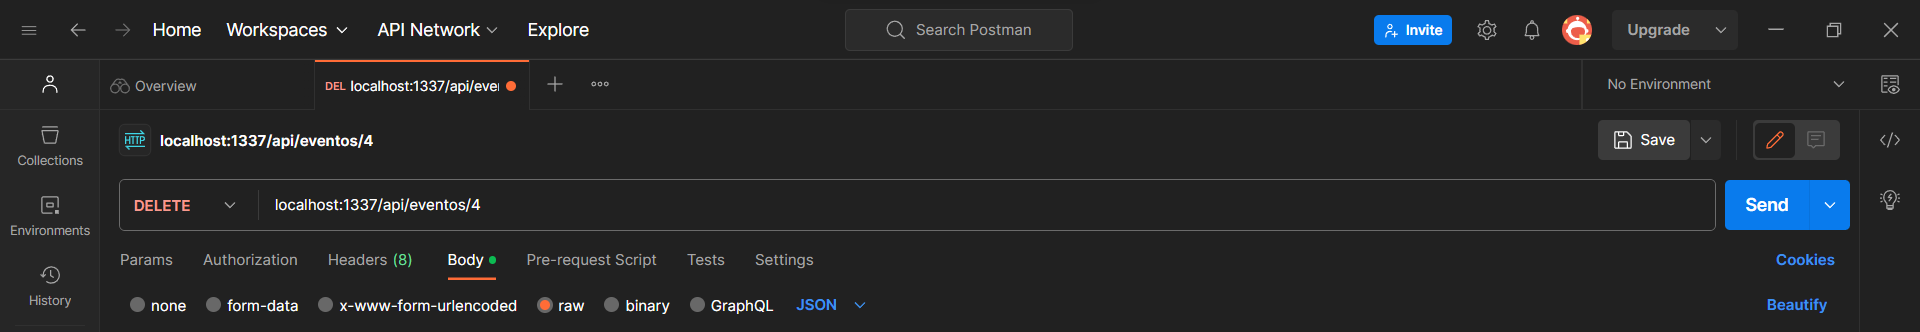 Home Workspaces API Network Explore Search Postman Invite Upgrade
Overview DEL localhost:1337/api/eve No Environment
HTTP localhost:1337/api/eventos/4 Save
Collections
DELETE localhost:1337/api/eventos/4 Send
Environments
Params Authorization Headers (8) Body Pre-request Script Tests Settings Cookies
History
none form-data x-www-form-urlencoded raw binary GraphQL JSON Beautify